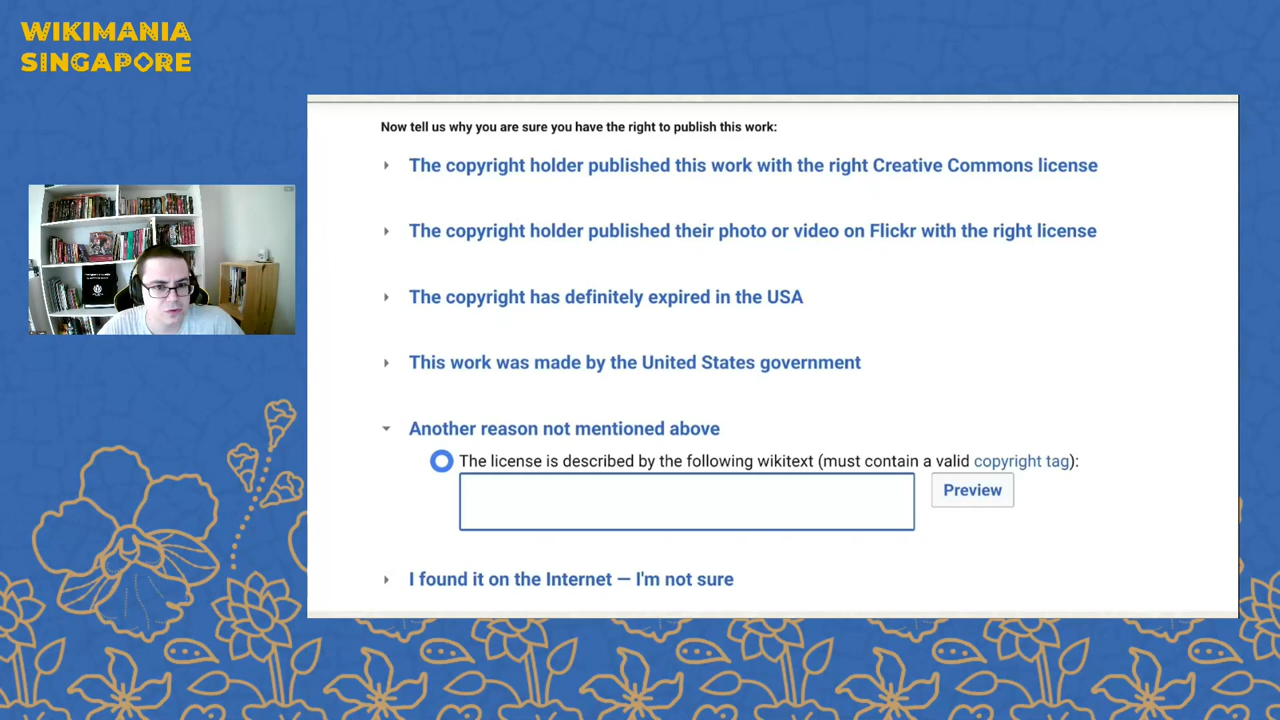 WIKIMANIA
SINGAPORE
Now tell us why you are sure you have the right to publish this work:
The copyright holder published this work with the right Creative Commons license
The copyright holder published their photo or video on Flickr with the right license
The copyright has definitely expired in the USA
This work was made by the United States government
Another reason not mentioned above
The license is described by the following wikitext (must contain a valid copyright tag):
Preview
I found it on the Internet — I'm not sure